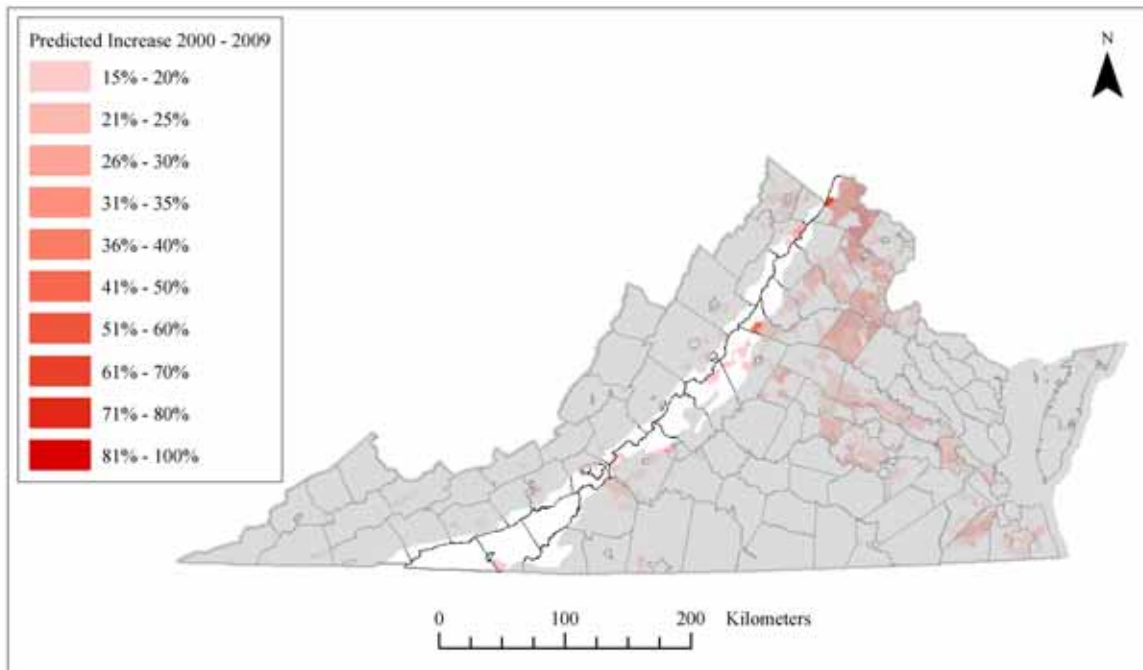 Predicted Increase 2000 - 2009
15% - 20%
21% - 25%
26% - 30%
31% - 35%
36% - 40%
41% - 50%
51% - 60%
61% - 70%
71% - 80%
81% - 100%
N
0 100 200 Kilometers